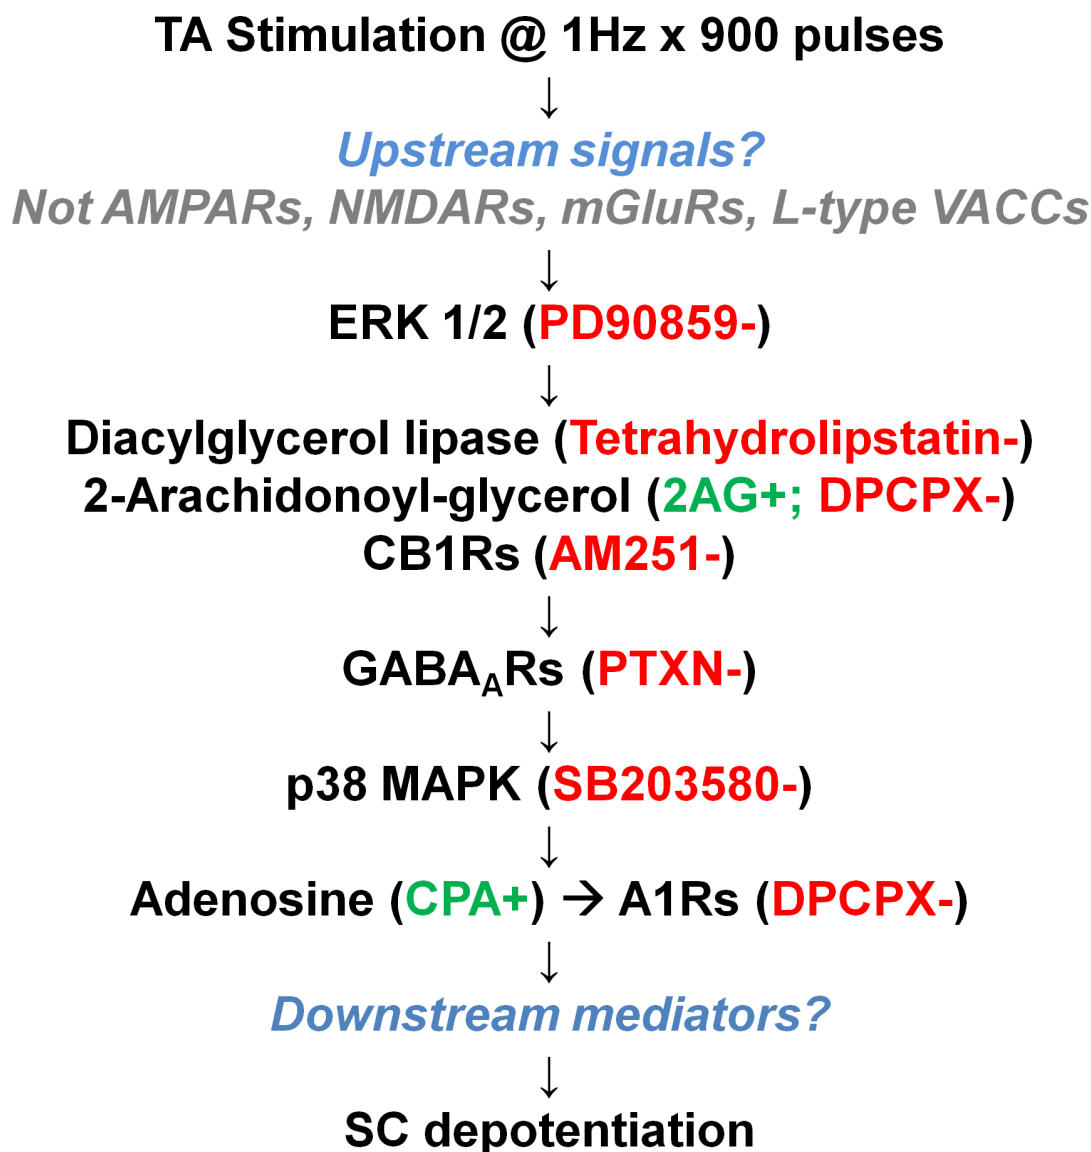 TA Stimulation @ 1Hz x 900 pulses
↓
Upstream signals?
Not AMPARs, NMDARs, mGluRs, L-type VACCs
↓
ERK 1/2 (PD90859-)
↓
Diacylglycerol lipase (Tetrahydrolipstatin-)
2-Arachidonoyl-glycerol (2AG+; DPCPX-)
CB1Rs (AM251-)
↓
GABAARs (PTXN-)
↓
p38 MAPK (SB203580-)
↓
Adenosine (CPA+) → A1Rs (DPCPX-)
↓
Downstream mediators?
↓
SC depotentiation